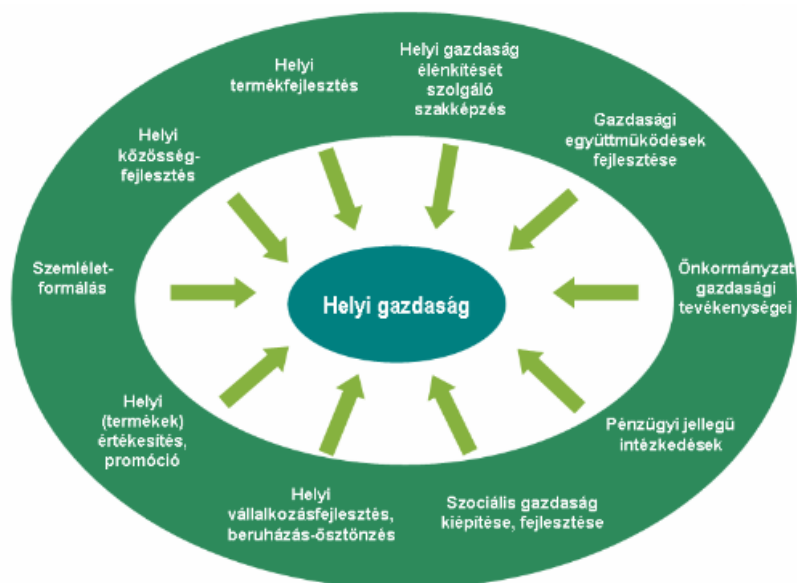 Helyi
termékfejlesztés
Helyi gazdaság
élénkítését
szolgáló
szakképzés
Gazdasági
együttműködések
fejlesztése
Önkormányzat
gazdasági
tevékenységei
Pénzügyi jellegű
intézkedések
Szociális gazdaság
kiépítése, fejlesztése
Helyi
vállalkozásfejlesztés,
beruházás-ösztönzés
Helyi
(termékek)
értékesítés,
promóció
Szemlélet-
formálás
Helyi
közösség-
fejlesztés
Helyi gazdaság